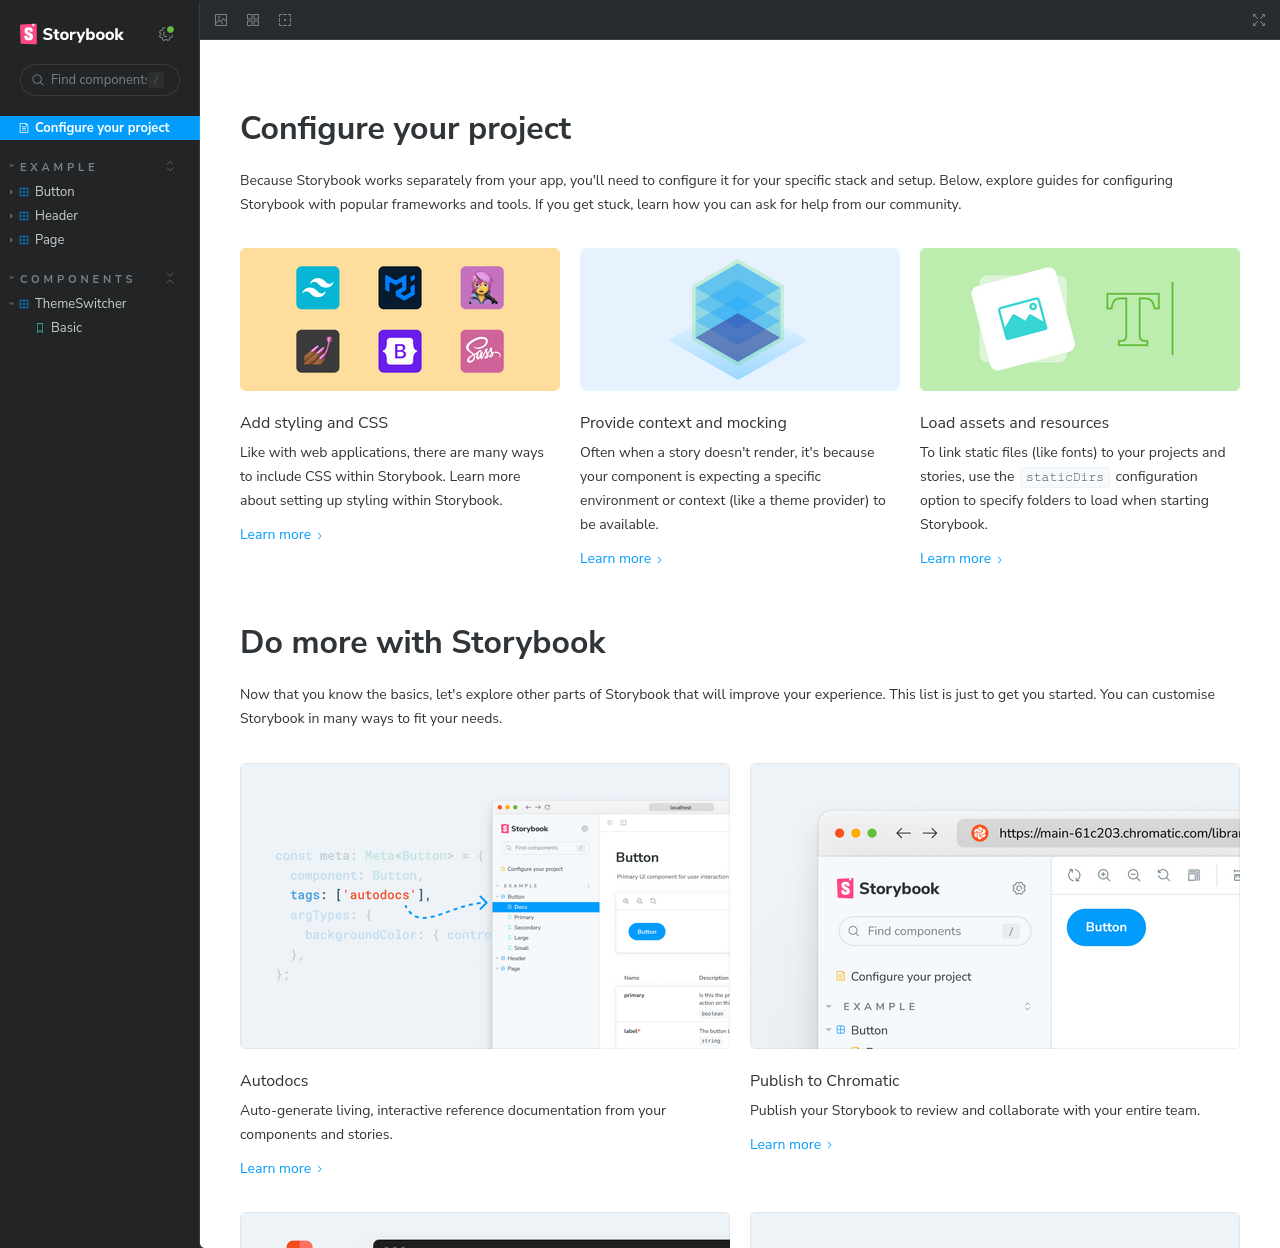 Storybook
Find components /
Configure your project
EXAMPLE
Button
Header
Page
COMPONENTS
ThemeSwitcher
Basic
Configure your project
Because Storybook works separately from your app, you'll need to configure it for your specific stack and setup. Below, explore guides for configuring
Storybook with popular frameworks and tools. If you get stuck, learn how you can ask for help from our community.
B
Sass
T
Add styling and CSS
Like with web applications, there are many ways
to include CSS within Storybook. Learn more
about setting up styling within Storybook.
Learn more
Provide context and mocking
Often when a story doesn't render, it's because
your component is expecting a specific
environment or context (like a theme provider) to
be available.
Learn more
Load assets and resources
To link static files (like fonts) to your projects and
stories, use the staticDirs configuration
option to specify folders to load when starting
Storybook.
Learn more
Do more with Storybook
Now that you know the basics, let's explore other parts of Storybook that will improve your experience. This list is just to get you started. You can customise
Storybook in many ways to fit your needs.
const meta: Meta<Button> = {
component: Button,
tags: ['autodocs'],
argTypes: {
backgroundColor: { contro
},
};
localhost
Storybook
Find components /
Configure your project
EXAMPLE
Button
Docs
Primary
Secondary
Large
Small
Header
Page
Button
Primary UI component for user interaction
Button
Name Description
primary Is this the pr
action on th
boolean
label* The button l
string
https://main-61c203.chromatic.com/librar
Storybook
Find components /
Configure your project
EXAMPLE
Button
Button
Autodocs
Auto-generate living, interactive reference documentation from your
components and stories.
Learn more
Publish to Chromatic
Publish your Storybook to review and collaborate with your entire team.
Learn more